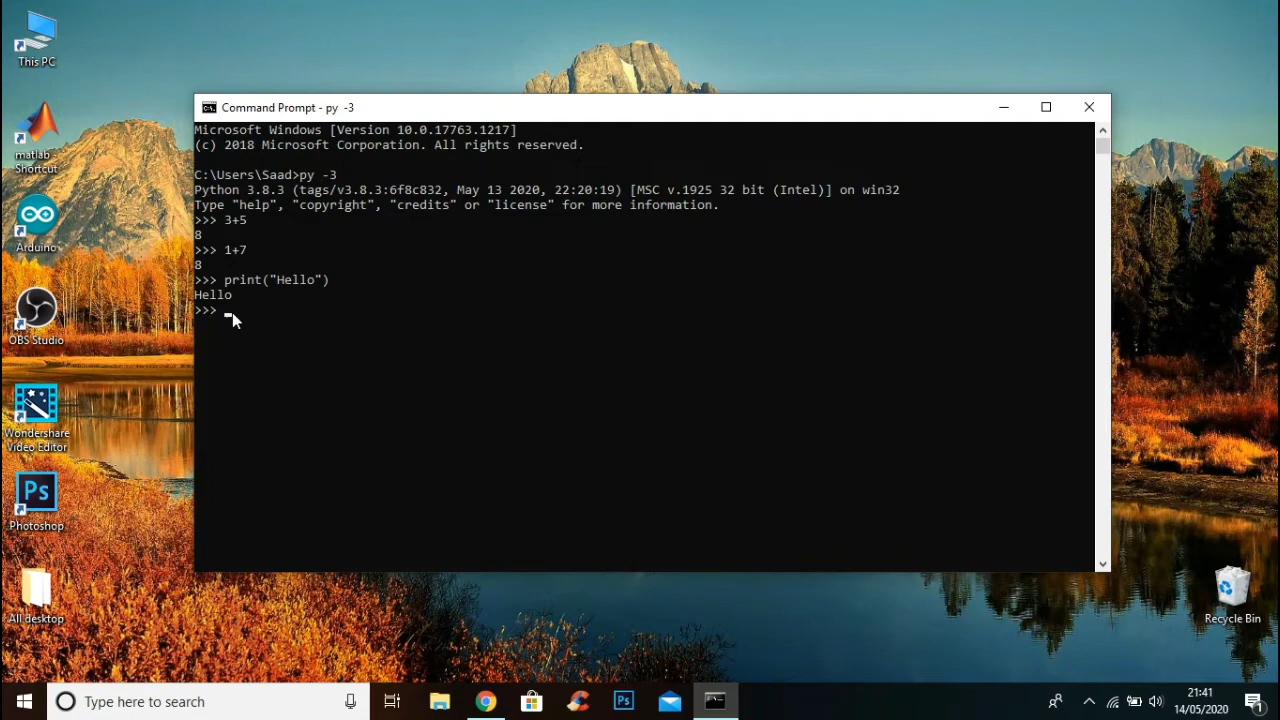 This PC
matlab -
Shortcut
Arduino
OBS Studio
Wondershare
Video Editor
Ps
Photoshop
All desktop
Command Prompt - py  -3
Microsoft Windows [Version 10.0.17763.1217]
(c) 2018 Microsoft Corporation. All rights reserved.
C:\Users\Saad>py -3
Python 3.8.3 (tags/v3.8.3:6f8c832, May 13 2020, 22:20:19) [MSC v.1925 32 bit (Intel)] on win32
Type "help", "copyright", "credits" or "license" for more information.
>>> 3+5
8
>>> 1+7
8
>>> print("Hello")
Hello
>>>
Recycle Bin
Type here to search
Ps
21:41
14/05/2020
1